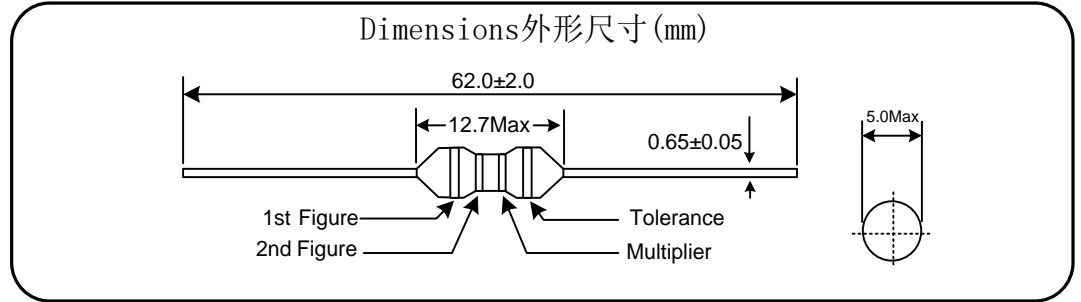 Dimensions外形尺寸(mm)
62.0±2.0
12.7Max
0.65±0.05
5.0Max
1st Figure
Tolerance
2nd Figure
Multiplier